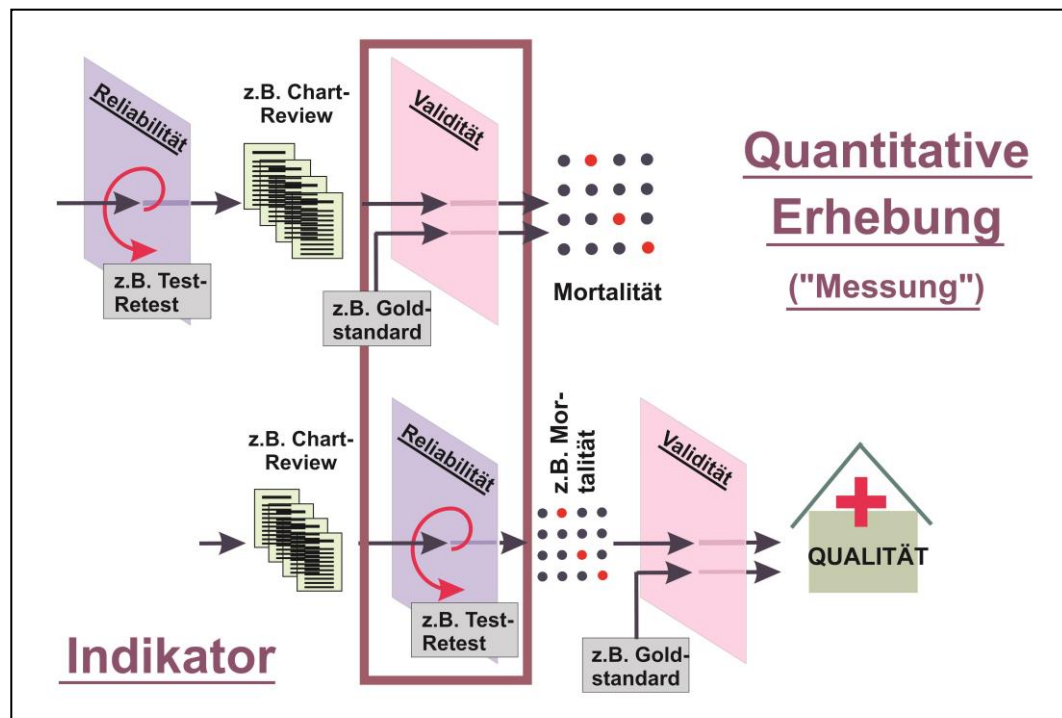 Reliabilität
z.B. Chart-
Review
Validität
Quantitative
Erhebung
("Messung")
z.B. Test-
Retest
z.B. Gold-
standard
Mortalität
z.B. Chart-
Review
Reliabilität
z.B. Mor-
talität
Validität
QUALITÄT
z.B. Test-
Retest
z.B. Gold-
standard
Indikator